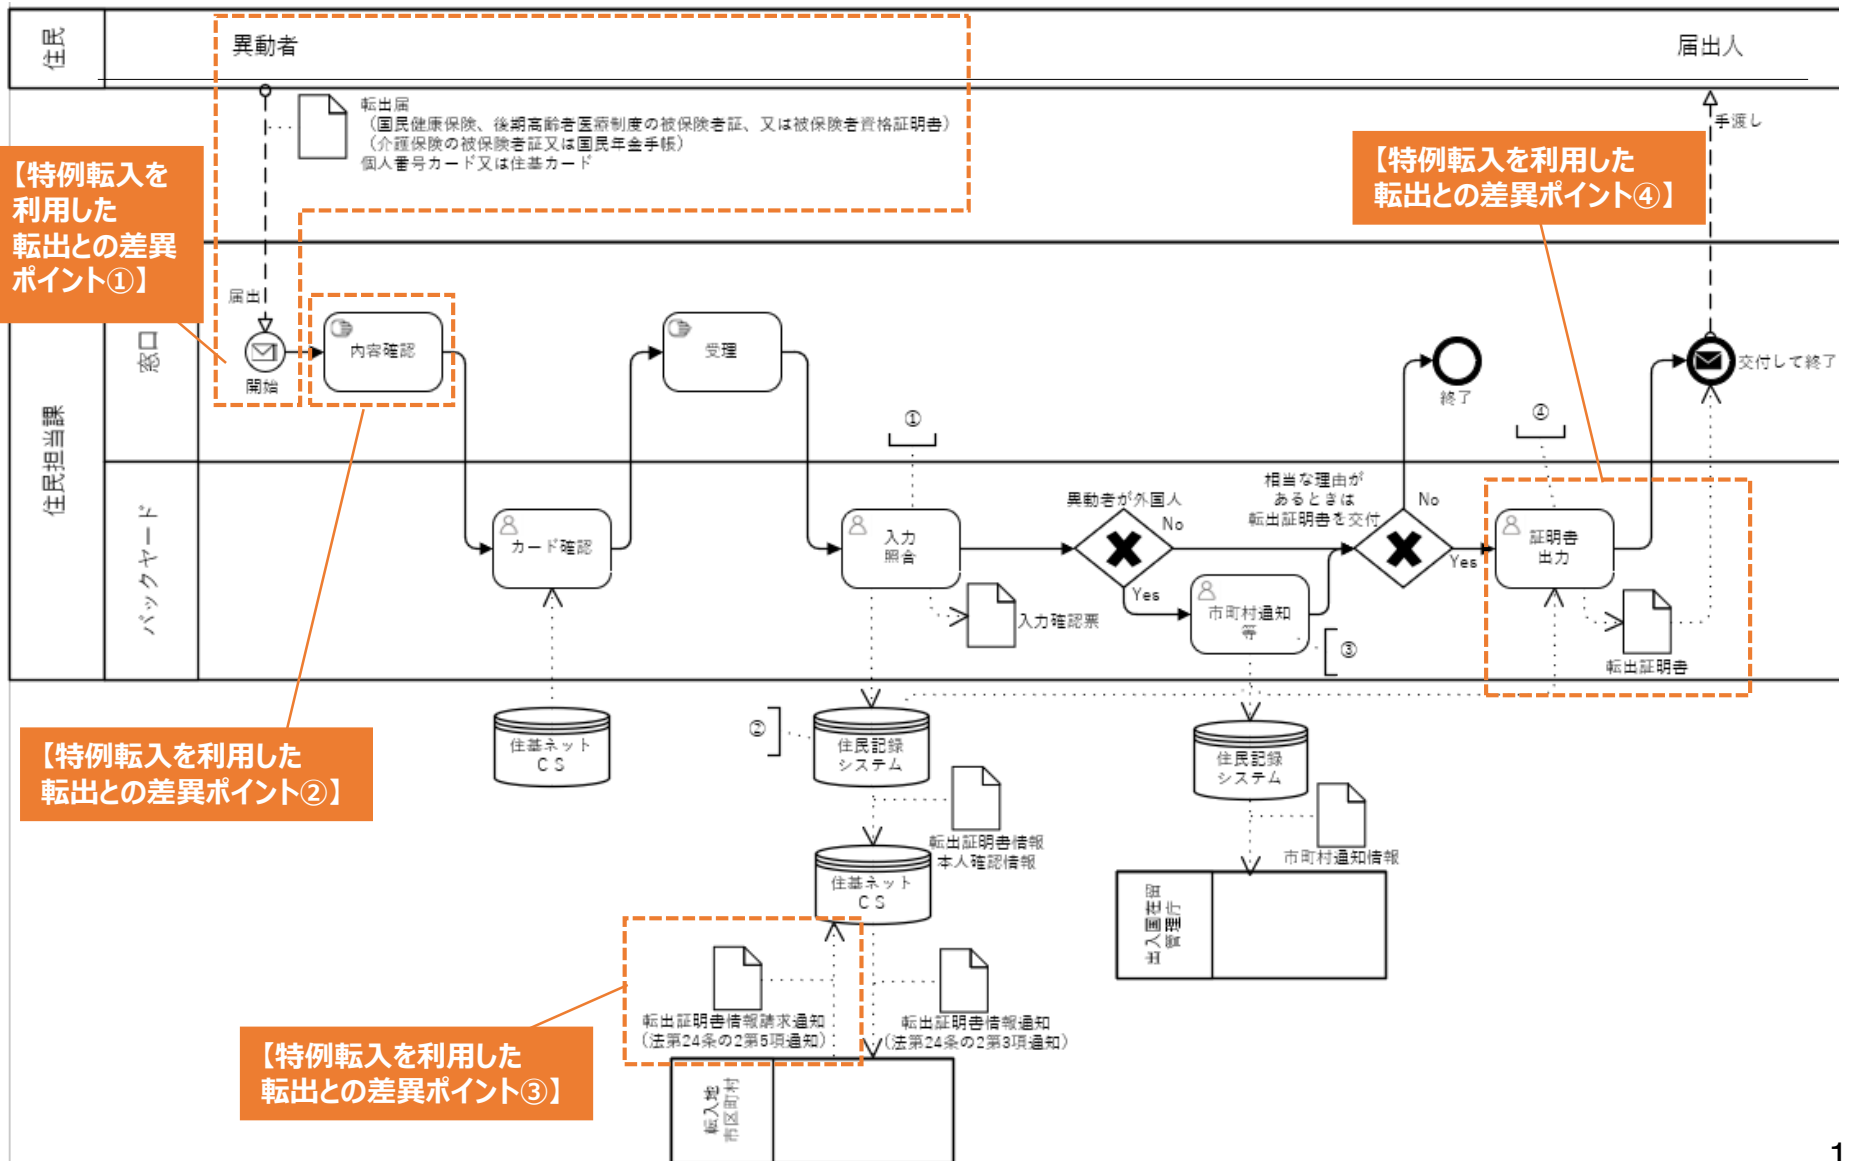 住民
異動者
届出人
転出届
（国民健康保険、後期高齢者医療制度の被保険者証、又は被保険者資格証明書）
（介護保険の被保険者証又は国民年金手帳）
個人番号カード又は住基カード
手渡し
【特例転入を
利用した
転出との差異
ポイント①】
【特例転入を利用した
転出との差異ポイント④】
届出
開始
内容確認
受理
終了
交付して終了
窓口
住民担当課
①
④
バックヤード
カード確認
入力
照合
入力確認票
異動者が外国人
No
Yes
市町村通知
等
③
相当な理由が
あるときは
転出証明書を交付
No
Yes
証明書
出力
転出証明書
【特例転入を利用した
転出との差異ポイント②】
住基ネット
CS
②
住民記録
システム
住民記録
システム
転出証明書情報
本人確認情報
市町村通知情報
住基ネット
CS
出入国在留
管理庁
転出証明書情報請求通知
（法第24条の2第5項通知）
転出証明書情報通知
（法第24条の2第3項通知）
【特例転入を利用した
転出との差異ポイント③】
転入地
市区町村
1